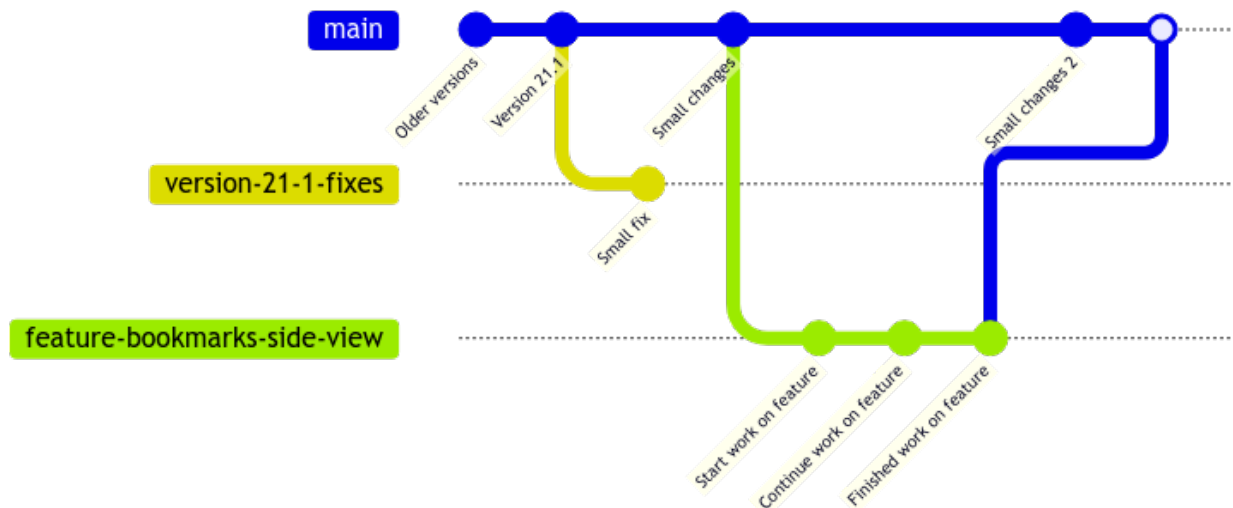 main
Older versions
Version 21.1
Small changes
Small changes 2
version-21-1-fixes
Small fix
feature-bookmarks-side-view
Start work on feature
Continue work on feature
Finished work on feature